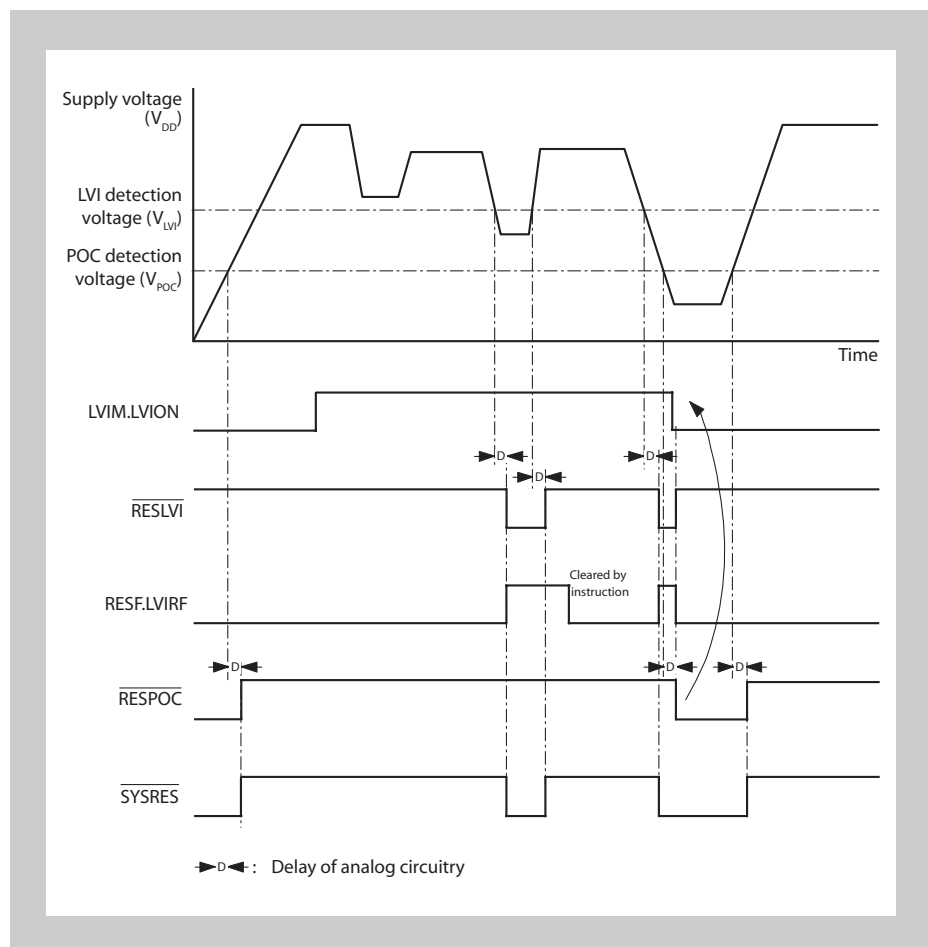 Supply voltage
(VDD)
LVI detection
voltage (VLVI)
POC detection
voltage (VPOC)
Time
LVIM.LVION
D
D
D
RESLVI
Cleared by
instruction
RESF.LVIRF
D
D
D
RESPOC
SYSRES
D : Delay of analog circuitry